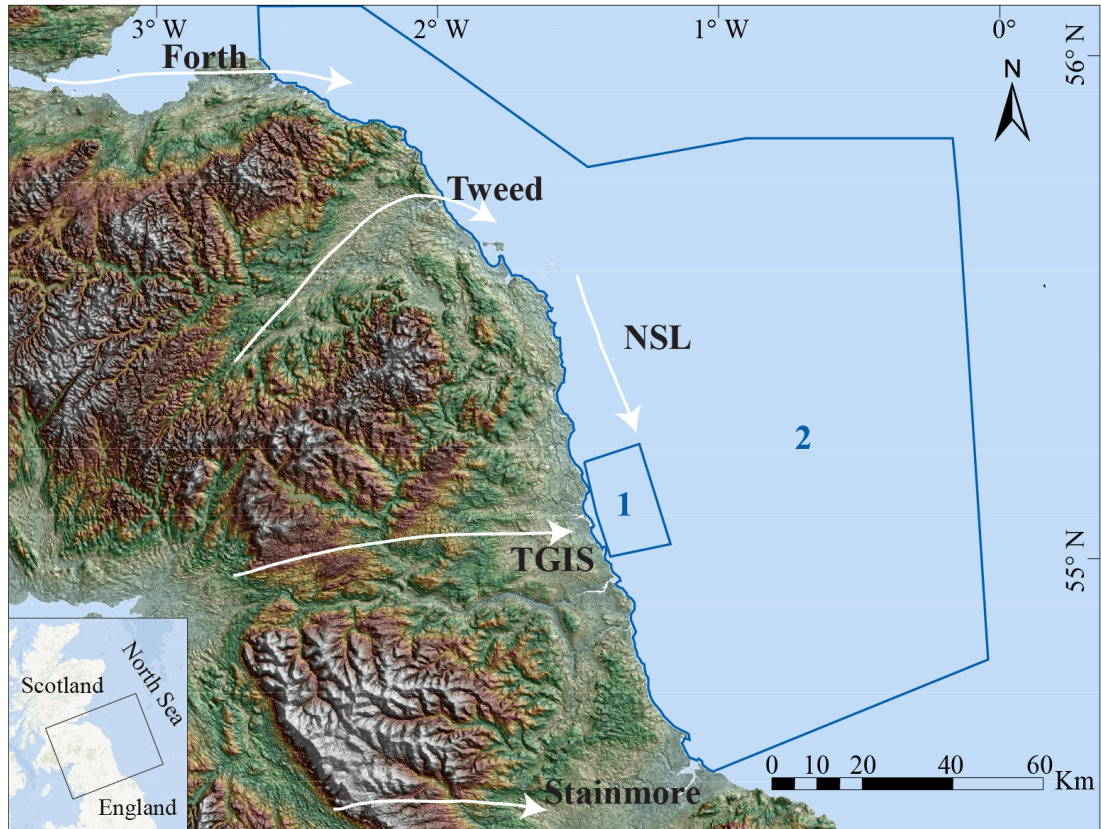 3° W
2° W
1° W
0°
Forth
56° N
N
Tweed
NSL
2
1
TGIS
55° N
Scotland
North Sea
England
Stainmore
0 10 20 40 60
Km